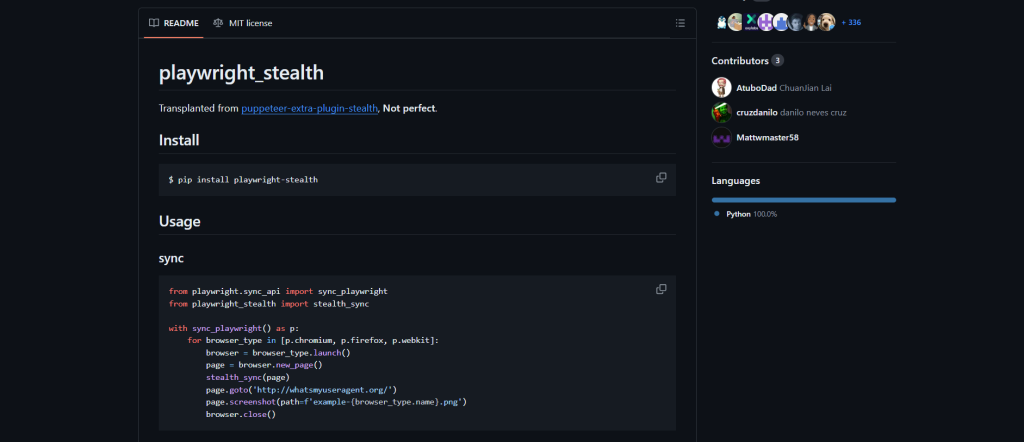 README
MIT license
playwright_stealth
Transplanted from puppeteer-extra-plugin-stealth, Not perfect.
Install
$ pip install playwright-stealth
Usage
sync
from playwright.sync_api import sync_playwright
from playwright_stealth import stealth_sync
with sync_playwright() as p:
    for browser_type in [p.chromium, p.firefox, p.webkit]:
        browser = browser_type.launch()
        page = browser.new_page()
        stealth_sync(page)
        page.goto('http://whatsmyuseragent.org/')
        page.screenshot(path=f'example-{browser_type.name}.png')
        browser.close()
+ 336
Contributors 3
AtuboDad ChuanJian Lai
cruzdanilo danilo neves cruz
Mattwmaster58
Languages
Python 100.0%